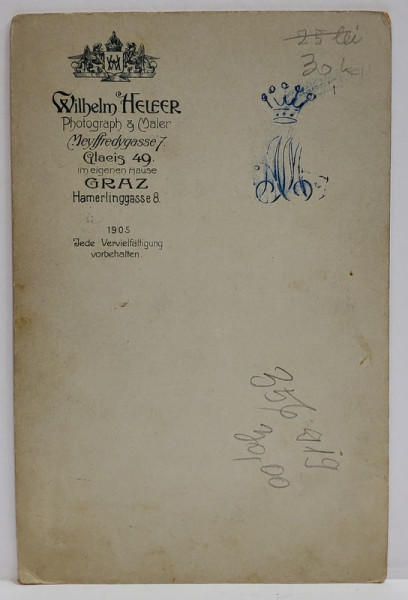 Wilhelm HELFER
Photograph & Maler
Meyffredygasse 7.
Glacis 49.
im eigenen Hause
GRAZ
Hamerlinggasse 8.
1905
Jede Vervielfältigung
vorbehalten.
25 lei
30 lei